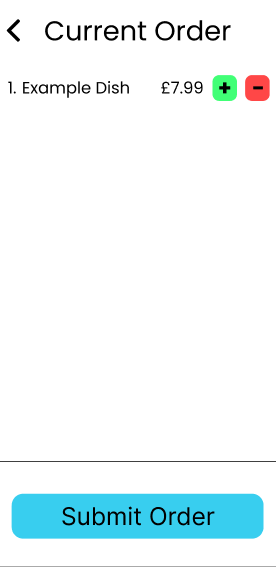 Current Order
1. Example Dish £7.99 + -
Submit Order